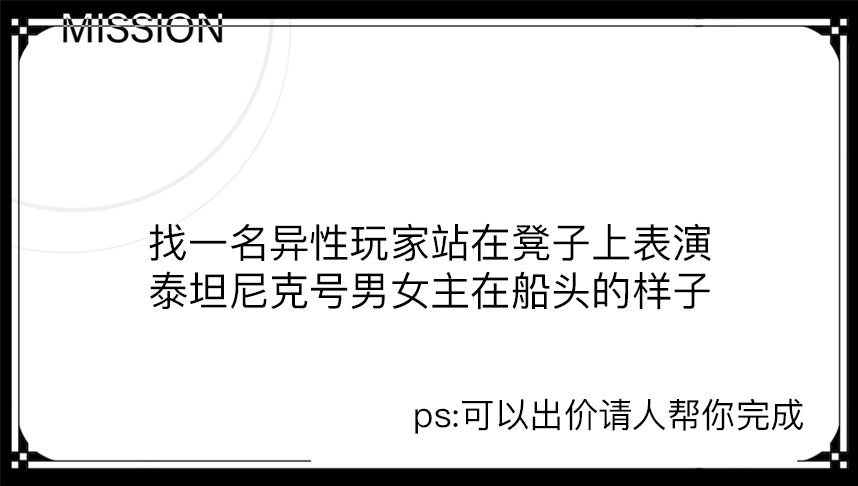 MISSION
找一名异性玩家站在凳子上表演
泰坦尼克号男女主在船头的样子
ps:可以出价请人帮你完成